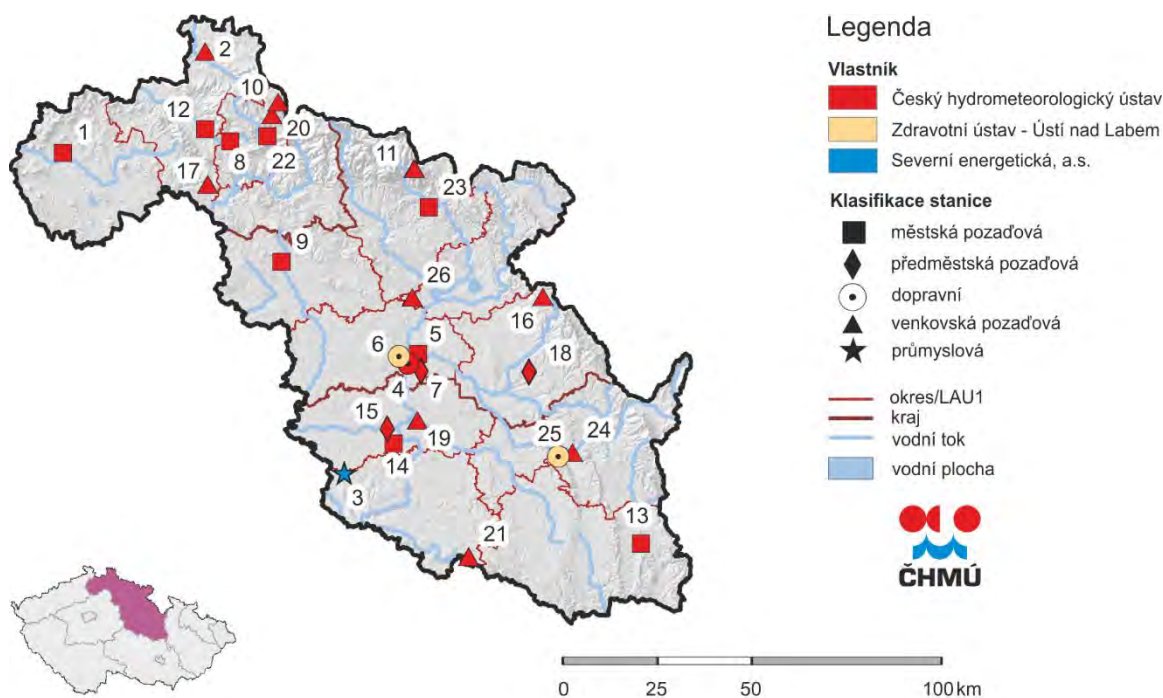 Legenda
Vlastník
Český hydrometeorologický ústav
Zdravotní ústav - Ústí nad Labem
Severní energetická, a.s.
Klasifikace stanice
městská pozaďová
předměstská pozaďová
dopravní
venkovská pozaďová
průmyslová
okres/LAU1
kraj
vodní tok
vodní plocha
ČHMÚ
2
10
12
1
20
8
22
11
17
23
9
26
16
5
6
18
4
7
15
19
25
24
14
3
13
21
0 25 50 100 km